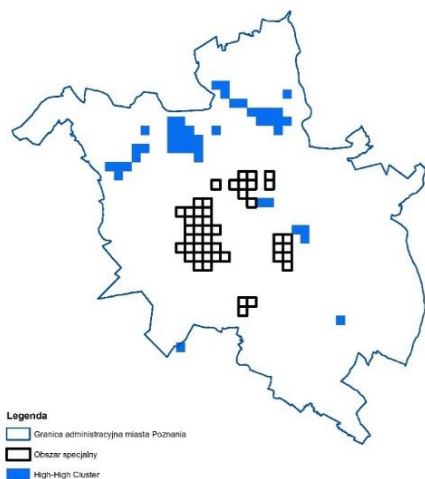 Legenda
Granica administracyjna miasta Poznania
Obszar specjalny
High-High Cluster